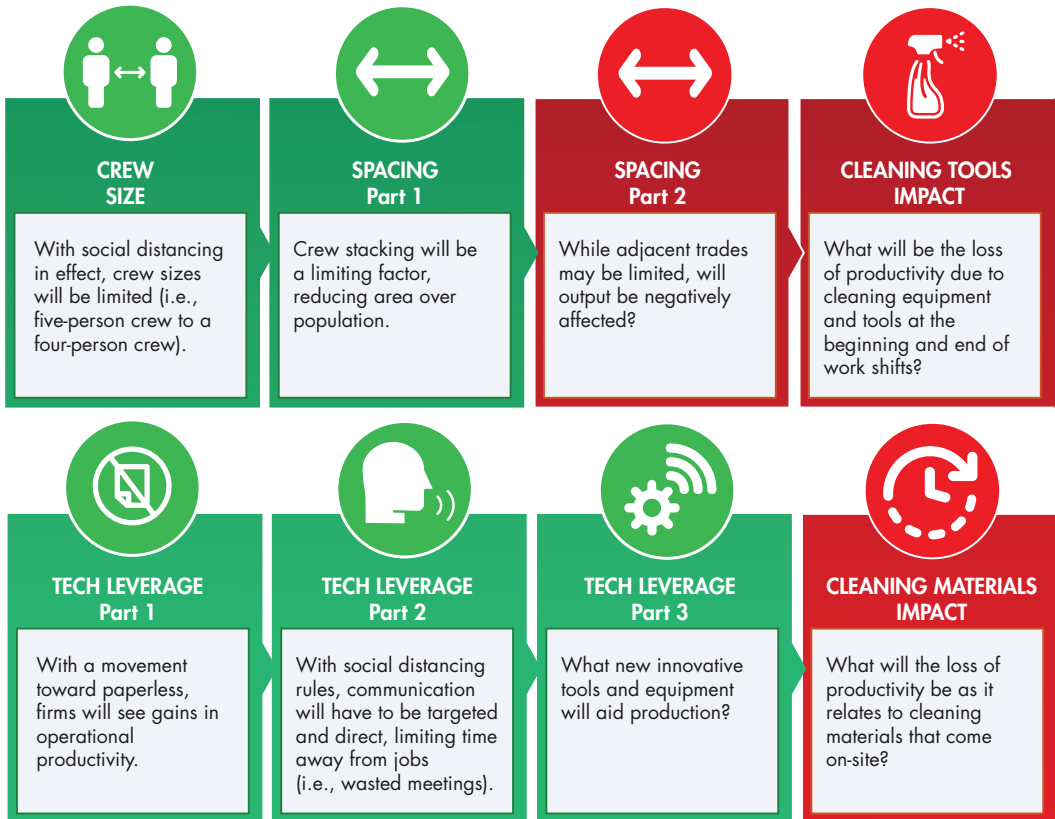 CREW
SIZE
With social distancing
in effect, crew sizes
will be limited (i.e.,
five-person crew to a
four-person crew).
SPACING
Part 1
Crew stacking will be
a limiting factor,
reducing area over
population.
SPACING
Part 2
While adjacent trades
may be limited, will
output be negatively
affected?
CLEANING TOOLS
IMPACT
What will be the loss
of productivity due to
cleaning equipment
and tools at the
beginning and end of
work shifts?
TECH LEVERAGE
Part 1
With a movement
toward paperless,
firms will see gains in
operational
productivity.
TECH LEVERAGE
Part 2
With social distancing
rules, communication
will have to be targeted
and direct, limiting time
away from jobs
(i.e., wasted meetings).
TECH LEVERAGE
Part 3
What new innovative
tools and equipment
will aid production?
CLEANING MATERIALS
IMPACT
What will the loss of
productivity be as it
relates to cleaning
materials that come
on-site?